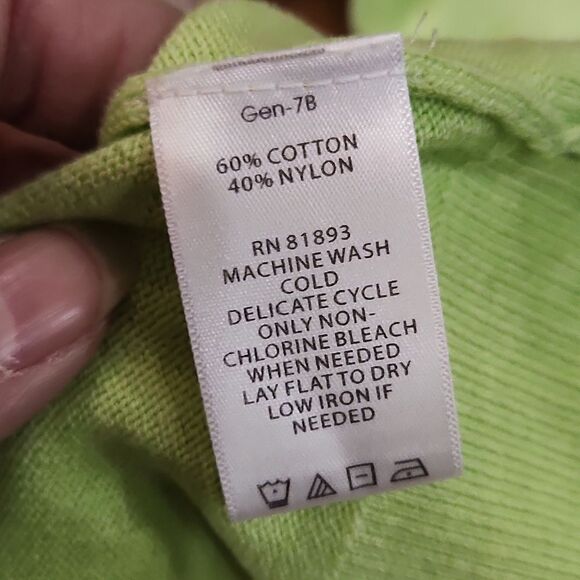 Gen-7B
60% COTTON
40% NYLON
RN 81893
MACHINE WASH
COLD
DELICATE CYCLE
ONLY NON-
CHLORINE BLEACH
WHEN NEEDED
LAY FLAT TO DRY
LOW IRON IF
NEEDED